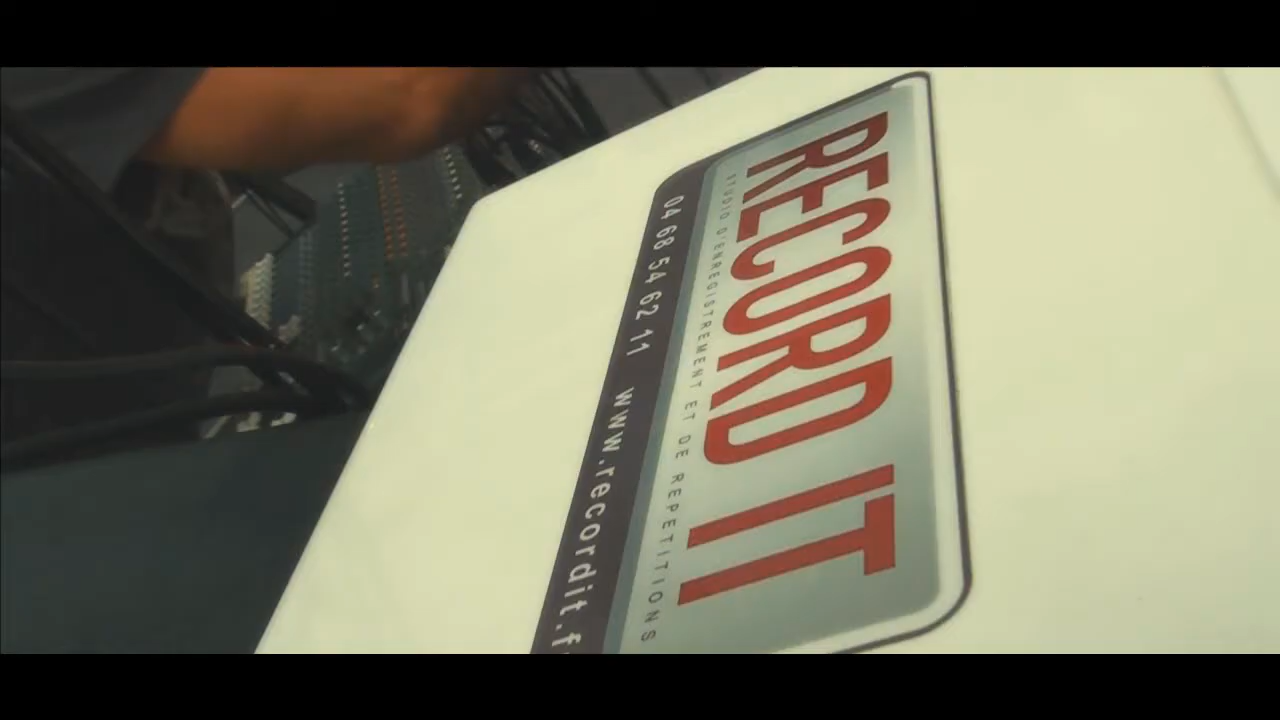 RECORD IT
STUDIO D'ENREGISTREMENT ET DE REPETITIONS
04 68 54 62 11 www.recordit.f